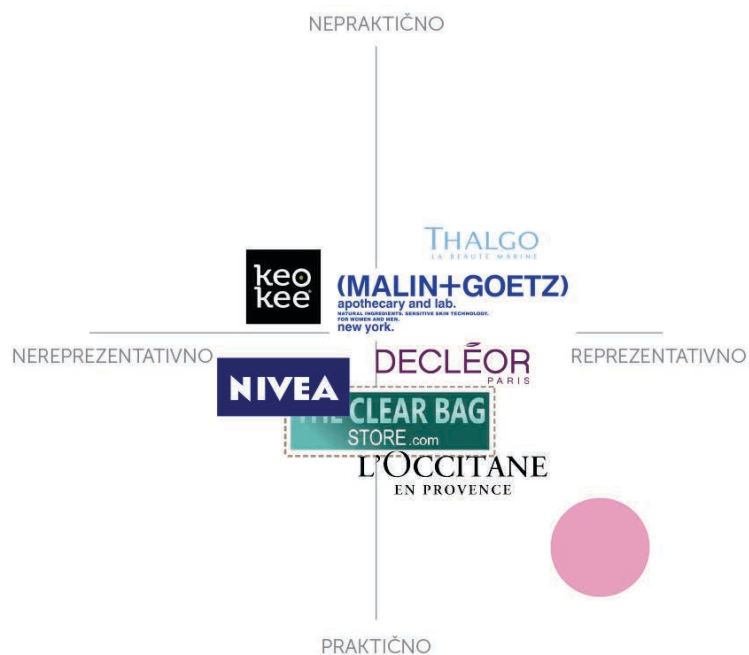 NEPRAKTIČNO
THALGO
LA BEAUTÉ MARINE
keo
kee
(MALIN+GOETZ)
apothecary and lab.
NATURAL INGREDIENTS. SENSITIVE SKIN TECHNOLOGY.
FOR WOMEN AND MEN.
new york.
NEREPREZENTATIVNO
REPREZENTATIVNO
DECLÉOR
PARIS
NIVEA
CLEAR BAG
STORE.com
L'OCCITANE
EN PROVENCE
PRAKTIČNO